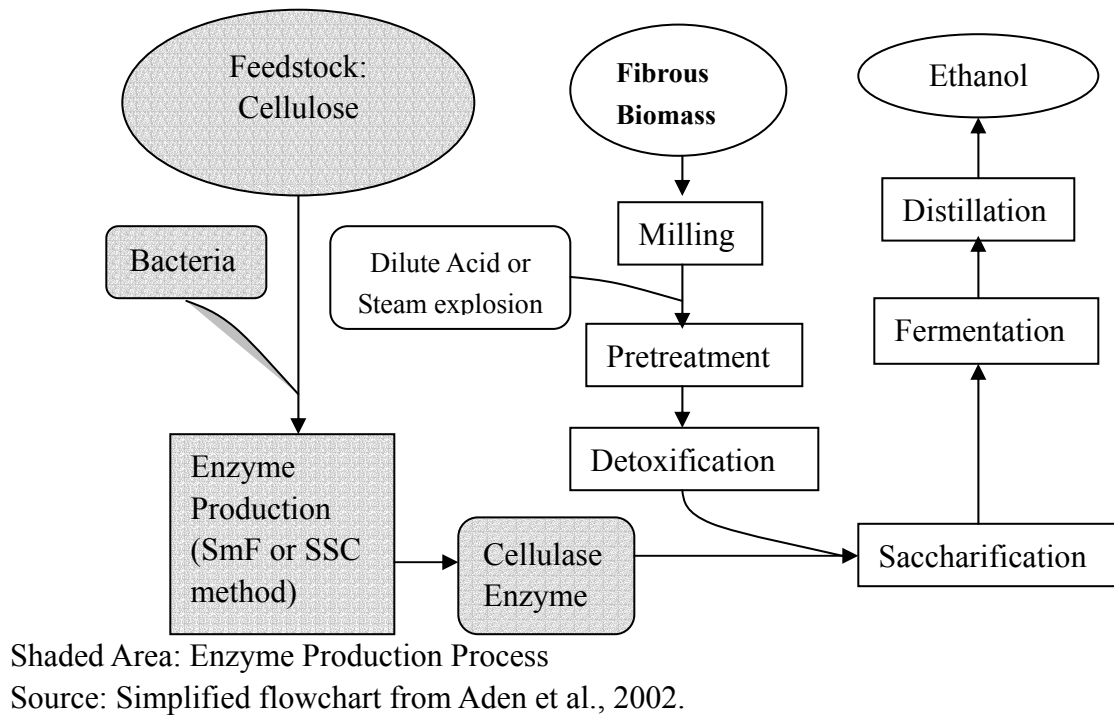 Feedstock:
Cellulose
Fibrous
Biomass
Ethanol
Bacteria
Dilute Acid or
Steam explosion
Milling
Distillation
Pretreatment
Fermentation
Detoxification
Enzyme
Production
(SmF or SSC
method)
Cellulase
Enzyme
Saccharification
Shaded Area: Enzyme Production Process
Source: Simplified flowchart from Aden et al., 2002.